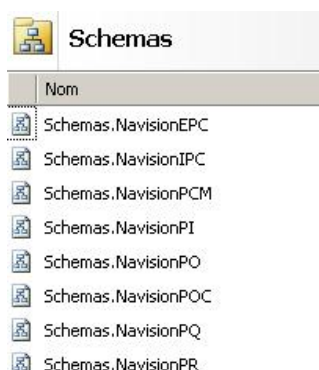 Schemas
Nom
Schemas.NavisionEPC
Schemas.NavisionIPC
Schemas.NavisionPCM
Schemas.NavisionPI
Schemas.NavisionPO
Schemas.NavisionPOC
Schemas.NavisionPQ
Schemas.NavisionPR